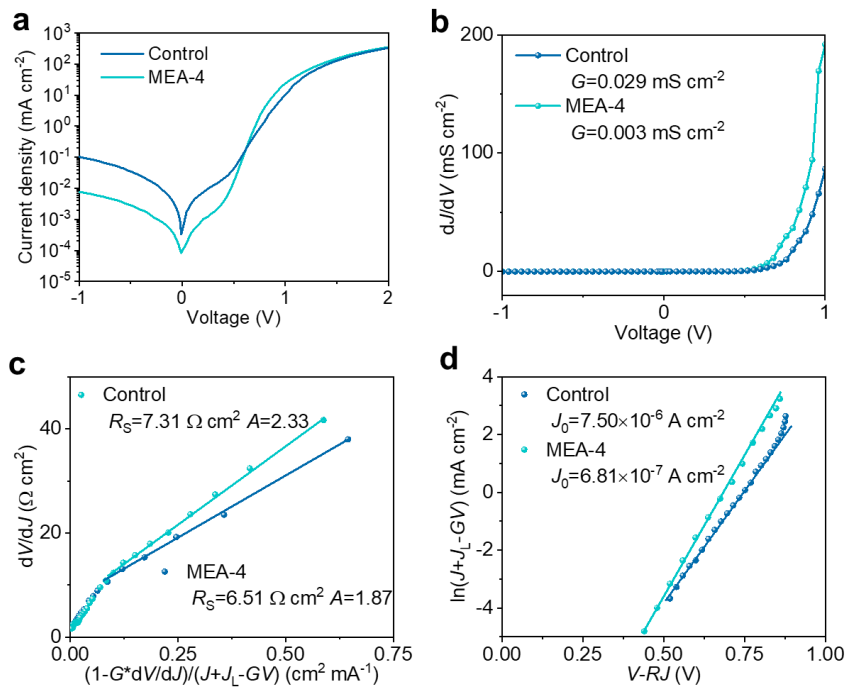 a
10³
10²
10¹
10⁰
10⁻¹
10⁻²
10⁻³
10⁻⁴
10⁻⁵
Current density (mA cm⁻²)
Control
MEA-4
-1
0
1
2
Voltage (V)
b
200
100
0
dJ/dV (mS cm⁻²)
Control
G=0.029 mS cm⁻²
MEA-4
G=0.003 mS cm⁻²
-1
0
1
Voltage (V)
c
40
20
0
dV/dJ (Ω cm²)
Control
R_S=7.31 Ω cm² A=2.33
MEA-4
R_S=6.51 Ω cm² A=1.87
0.00
0.25
0.50
0.75
(1-G*dV/dJ)/(J+J_L-GV) (cm² mA⁻¹)
d
4
2
0
-2
-4
ln(J+J_L-GV) (mA cm⁻²)
Control
J₀=7.50×10⁻⁶ A cm⁻²
MEA-4
J₀=6.81×10⁻⁷ A cm⁻²
0.25
0.50
0.75
1.00
V-RJ (V)